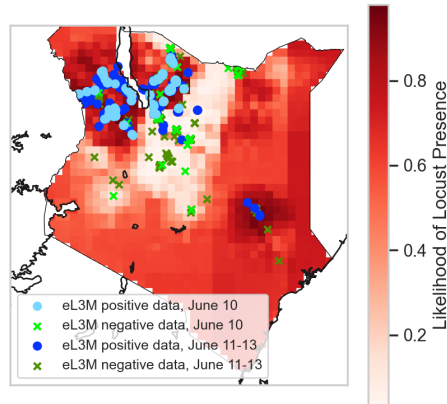 0.8
0.6
0.4
0.2
Likelihood of Locust Presence
eL3M positive data, June 10
eL3M negative data, June 10
eL3M positive data, June 11-13
eL3M negative data, June 11-13